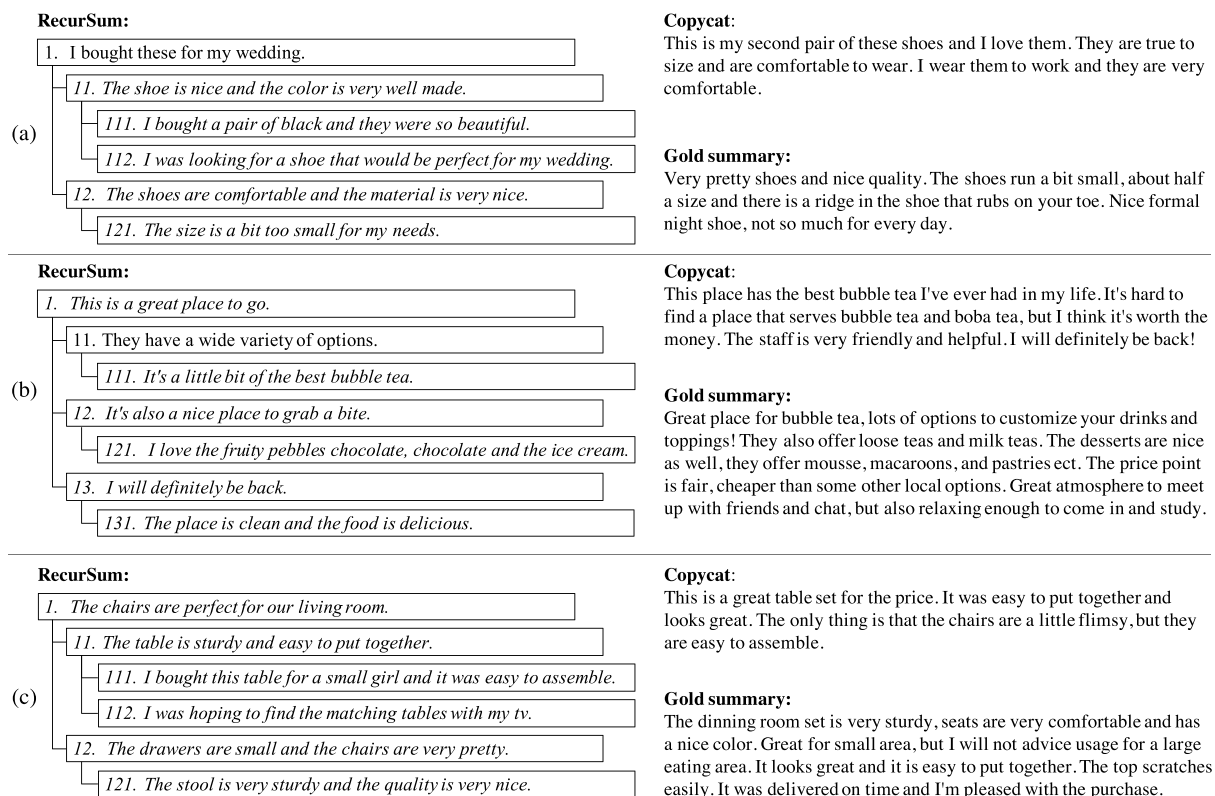 RecurSum:
1. I bought these for my wedding.
11. The shoe is nice and the color is very well made.
111. I bought a pair of black and they were so beautiful.
112. I was looking for a shoe that would be perfect for my wedding.
12. The shoes are comfortable and the material is very nice.
121. The size is a bit too small for my needs.
(a)
Copycat:
This is my second pair of these shoes and I love them. They are true to
size and are comfortable to wear. I wear them to work and they are very
comfortable.
Gold summary:
Very pretty shoes and nice quality. The shoes run a bit small, about half
a size and there is a ridge in the shoe that rubs on your toe. Nice formal
night shoe, not so much for every day.
RecurSum:
1. This is a great place to go.
11. They have a wide variety of options.
111. It's a little bit of the best bubble tea.
12. It's also a nice place to grab a bite.
121. I love the fruity pebbles chocolate, chocolate and the ice cream.
13. I will definitely be back.
131. The place is clean and the food is delicious.
(b)
Copycat:
This place has the best bubble tea I've ever had in my life. It's hard to
find a place that serves bubble tea and boba tea, but I think it's worth the
money. The staff is very friendly and helpful. I will definitely be back!
Gold summary:
Great place for bubble tea, lots of options to customize your drinks and
toppings! They also offer loose teas and milk teas. The desserts are nice
as well, they offer mousse, macaroons, and pastries ect. The price point
is fair, cheaper than some other local options. Great atmosphere to meet
up with friends and chat, but also relaxing enough to come in and study.
RecurSum:
1. The chairs are perfect for our living room.
11. The table is sturdy and easy to put together.
111. I bought this table for a small girl and it was easy to assemble.
112. I was hoping to find the matching tables with my tv.
12. The drawers are small and the chairs are very pretty.
121. The stool is very sturdy and the quality is very nice.
(c)
Copycat:
This is a great table set for the price. It was easy to put together and
looks great. The only thing is that the chairs are a little flimsy, but they
are easy to assemble.
Gold summary:
The dinning room set is very sturdy, seats are very comfortable and has
a nice color. Great for small area, but I will not advice usage for a large
eating area. It looks great and it is easy to put together. The top scratches
easily. It was delivered on time and I'm pleased with the purchase.